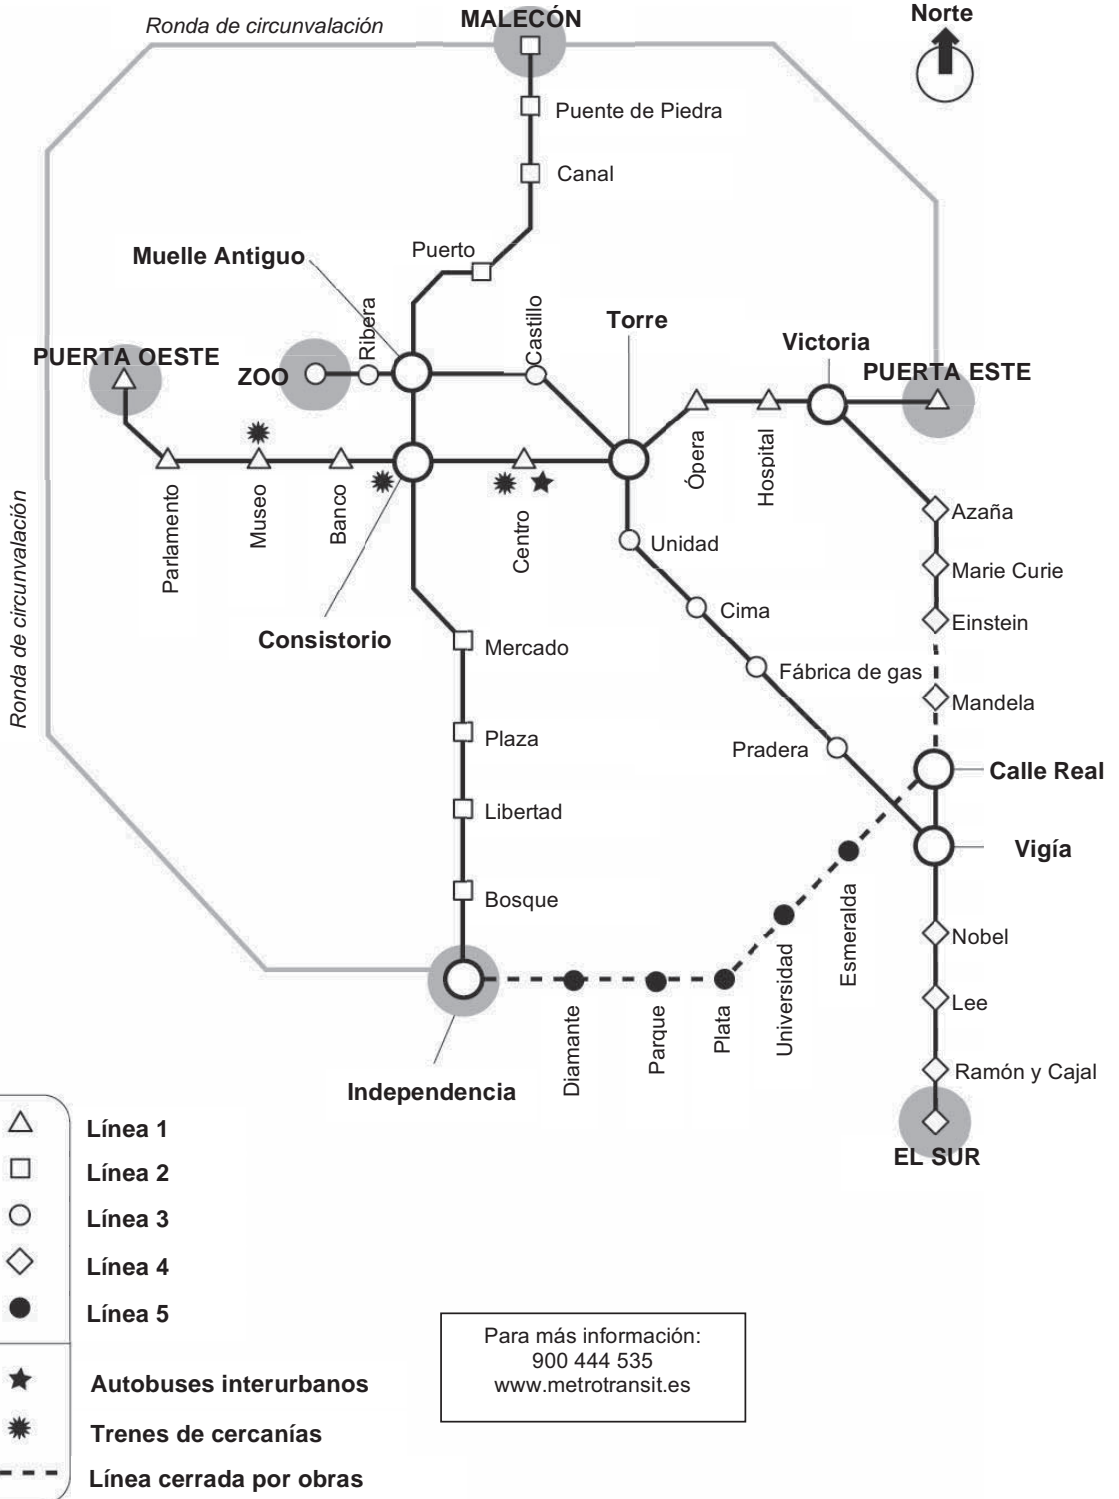 Ronda de circunvalación
MALECÓN
Norte
Puente de Piedra
Canal
Muelle Antiguo
Puerto
Ribera
Castillo
Torre
Victoria
PUERTA OESTE
ZOO
PUERTA ESTE
Parlamento
Museo
Banco
Centro
Ópera
Hospital
Azaña
Unidad
Marie Curie
Cima
Einstein
Consistorio
Mercado
Fábrica de gas
Mandela
Ronda de circunvalación
Plaza
Pradera
Calle Real
Libertad
Vigía
Bosque
Esmeralda
Universidad
Nobel
Lee
Diamante
Parque
Plata
Independencia
Ramón y Cajal
EL SUR
Línea 1
Línea 2
Línea 3
Línea 4
Línea 5
Autobuses interurbanos
Trenes de cercanías
Línea cerrada por obras
Para más información:
900 444 535
www.metrotransit.es